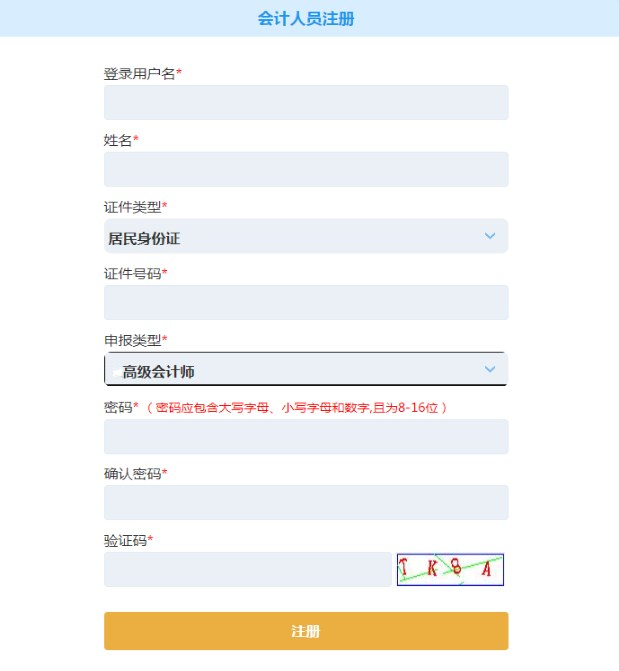 会计人员注册
登录用户名*
姓名*
证件类型*
居民身份证
证件号码*
申报类型*
高级会计师
密码*（ 密码应包含大写字母、小写字母和数字,且为8-16位 ）
确认密码*
验证码*
T K 8 A
注册